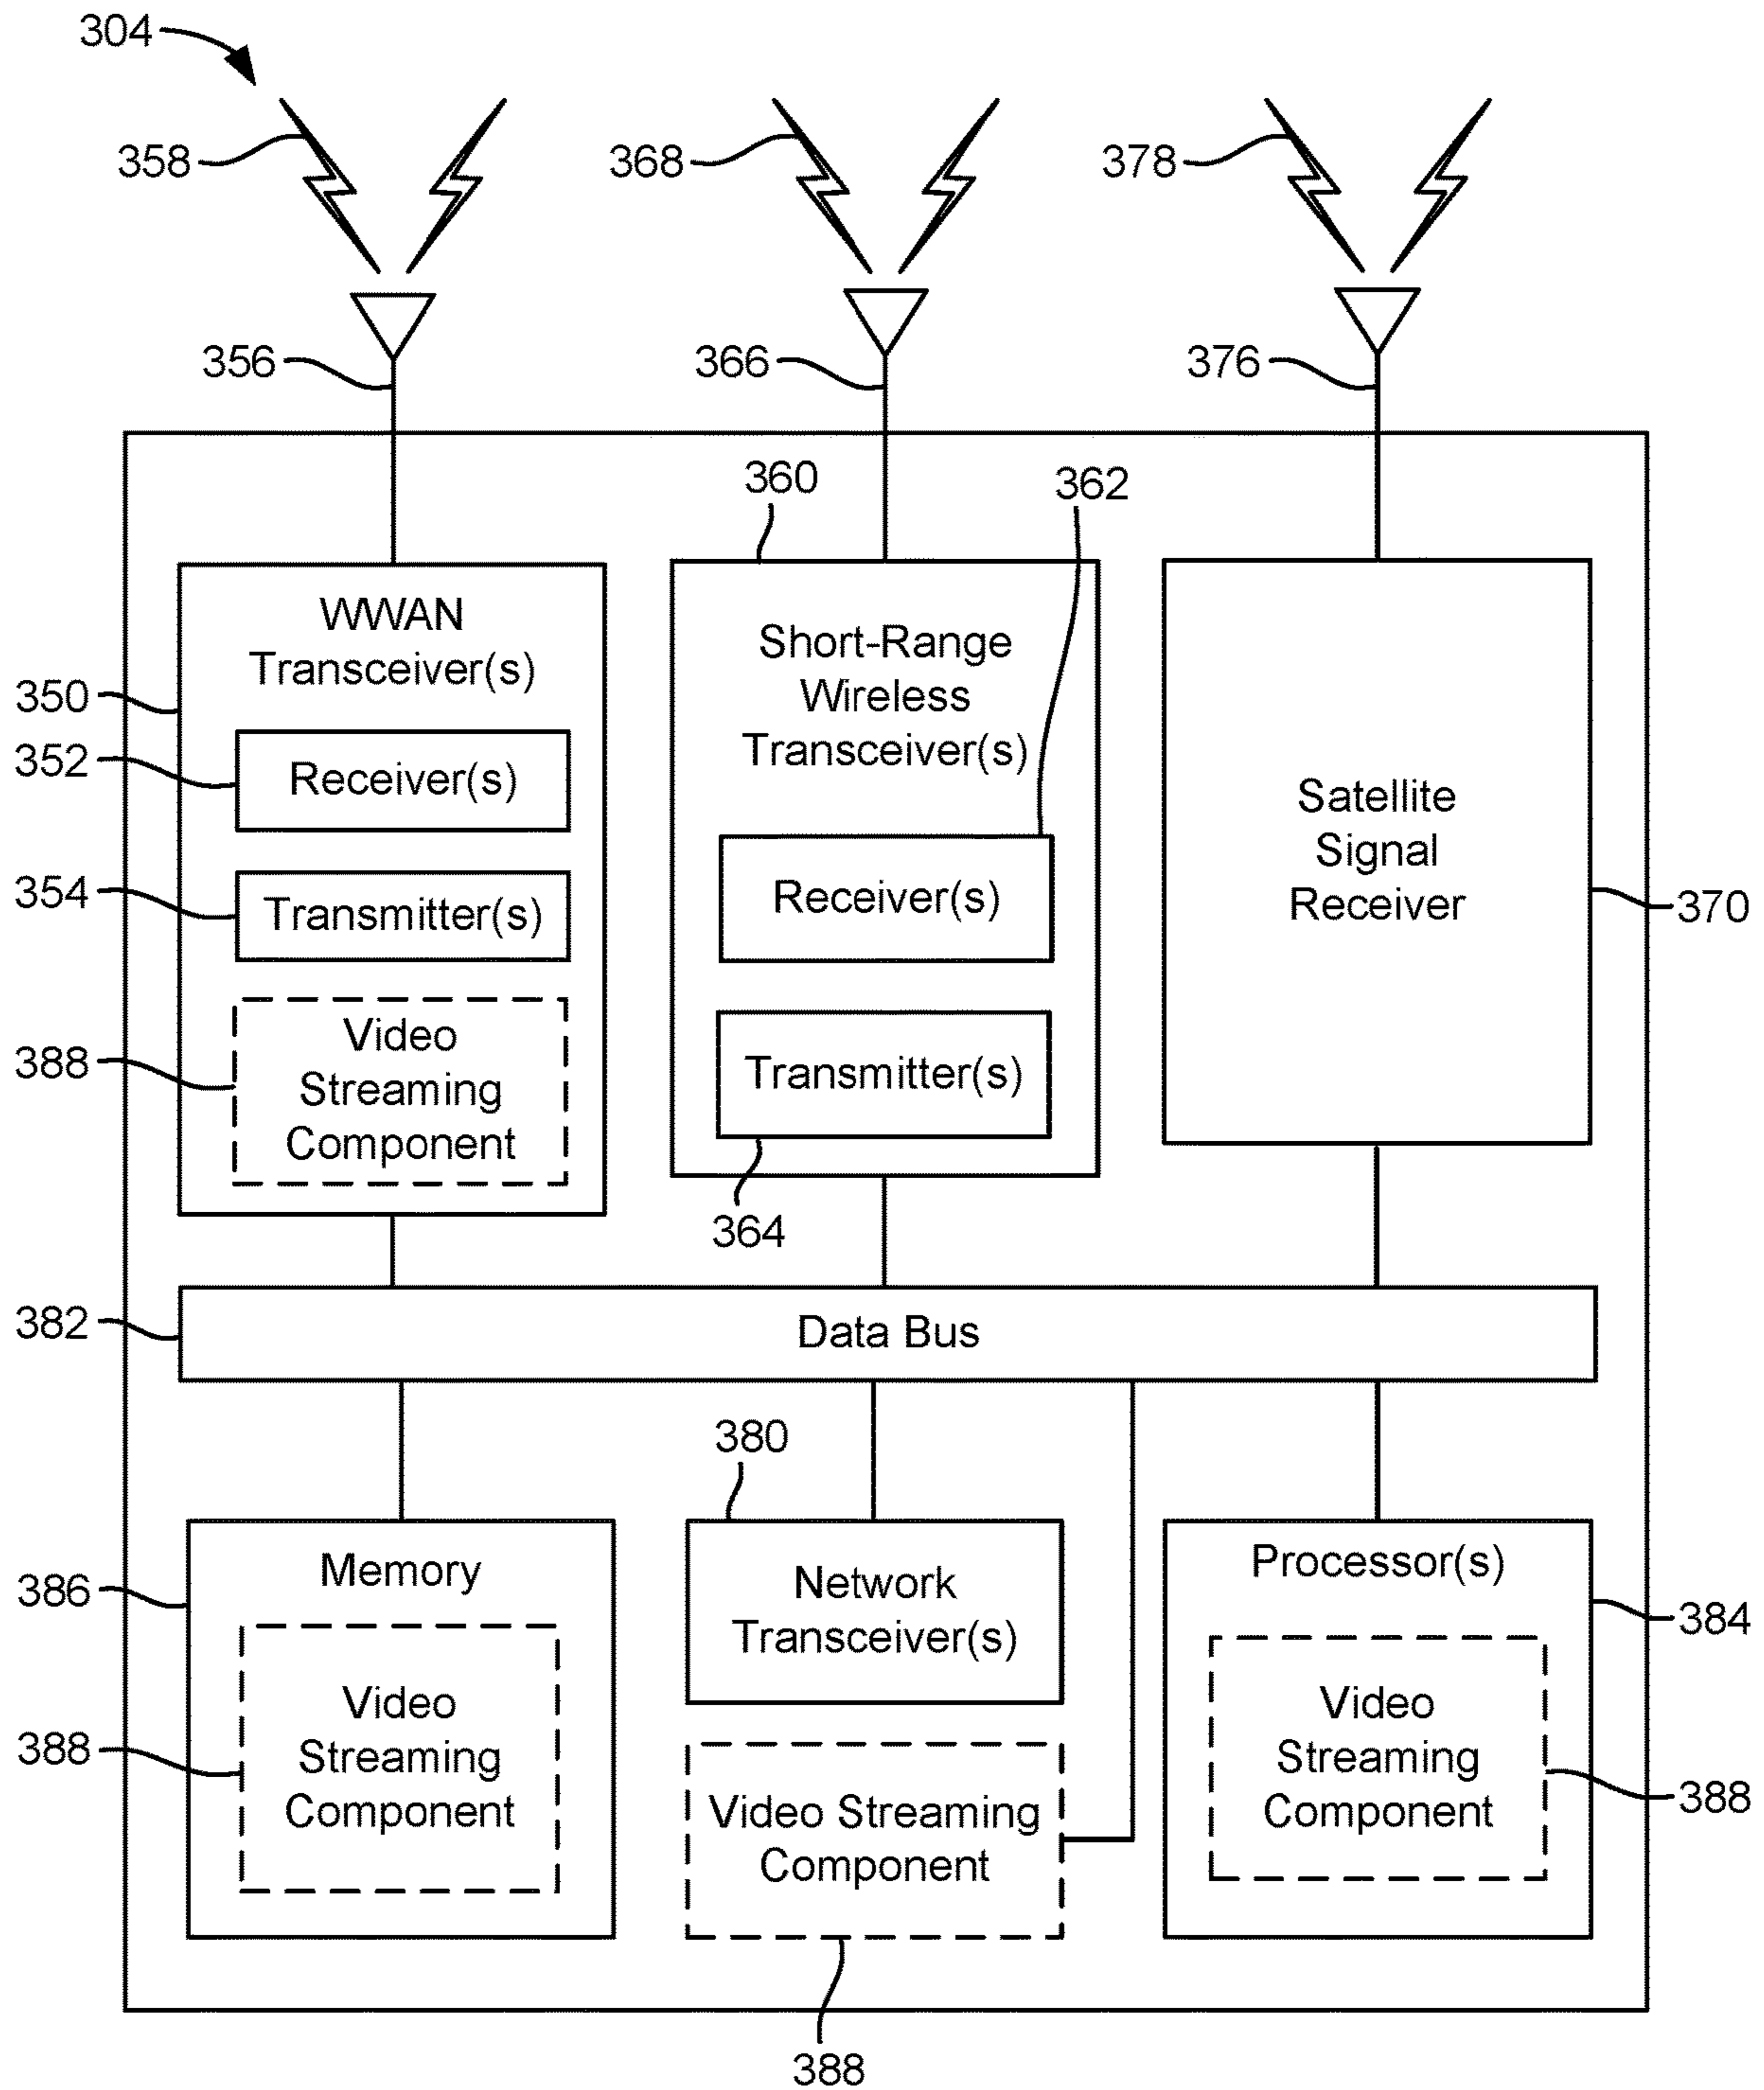 304
358
368
378
356
366
376
360
362
WWAN
Transceiver(s)
Short-Range
Wireless
Transceiver(s)
350
352
Receiver(s)
Satellite
Signal
Receiver
354
Transmitter(s)
Receiver(s)
370
388
Video
Streaming
Component
Transmitter(s)
364
382
Data Bus
380
386
Memory
Network
Transceiver(s)
Processor(s)
384
388
Video
Streaming
Component
Video Streaming
Component
Video
Streaming
Component
388
388